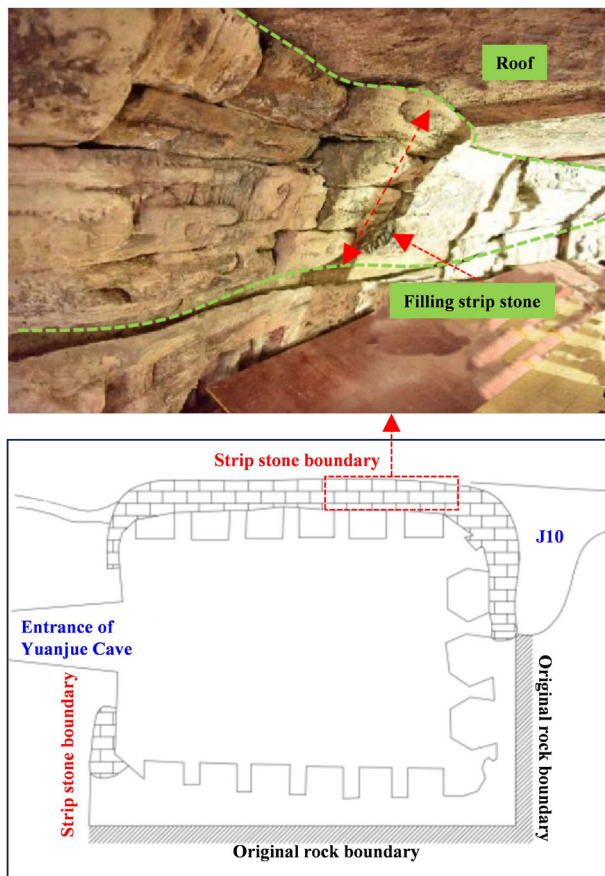 Roof
Filling strip stone
Strip stone boundary
J10
Entrance of
Yuanjue Cave
Strip stone boundary
Original rock boundary
Original rock boundary